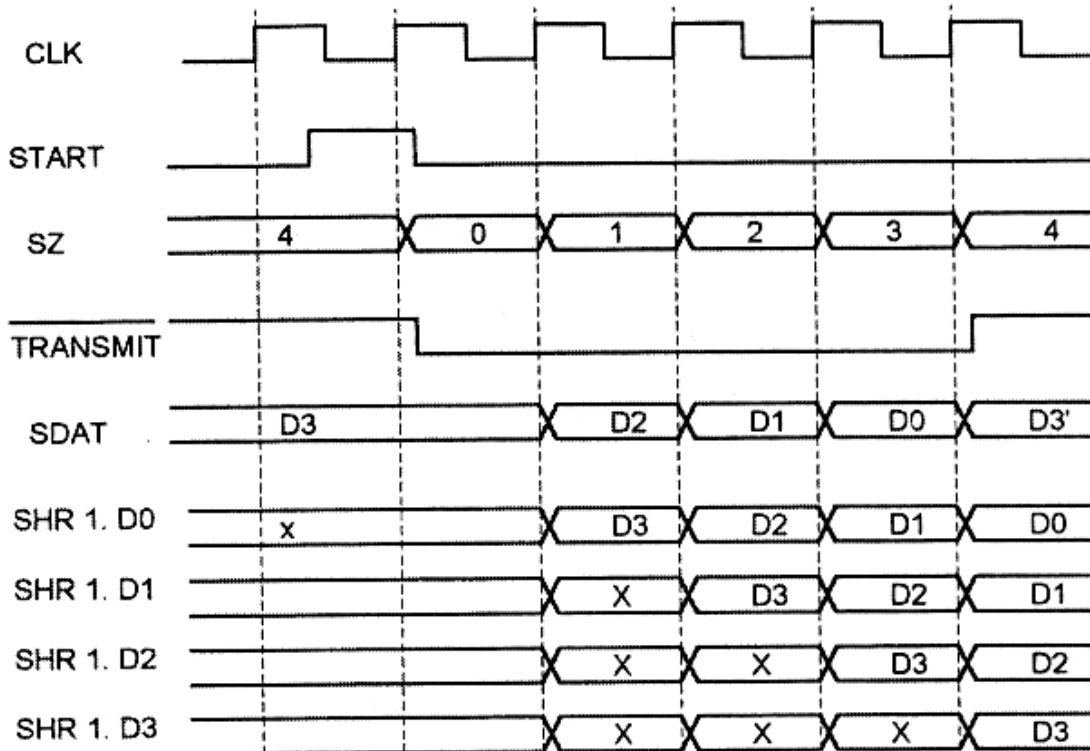 CLK
START
SZ 4 0 1 2 3 4
TRANSMIT
SDAT D3 D2 D1 D0 D3'
SHR 1. D0 x D3 D2 D1 D0
SHR 1. D1 X D3 D2 D1
SHR 1. D2 X X D3 D2
SHR 1. D3 X X X D3